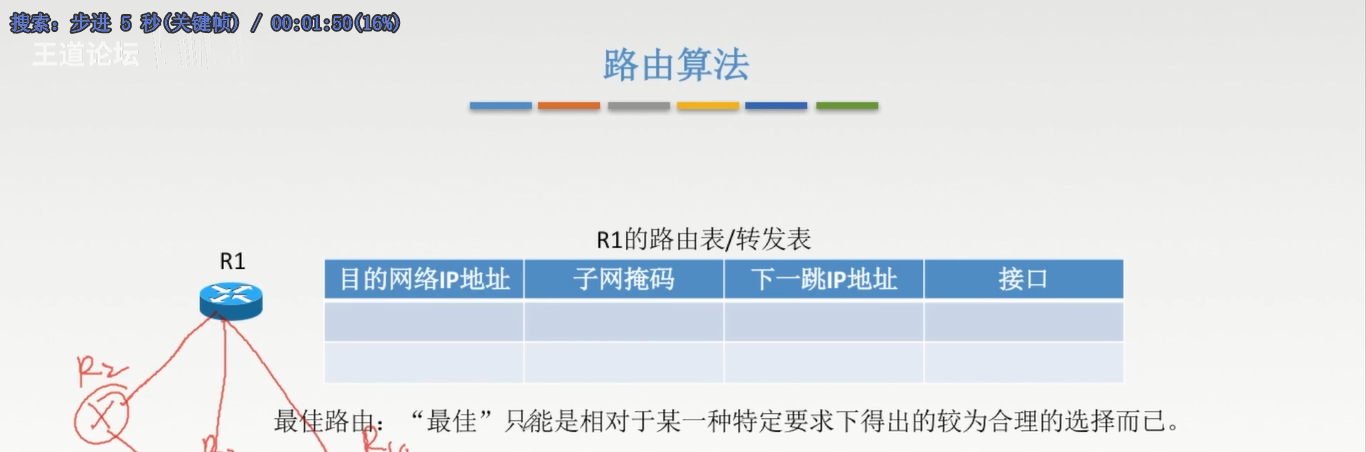 搜索: 步进 5 秒(关键帧) / 00:01:50(16%)
王道论坛
路由算法
R1的路由表/转发表
R1
目的网络IP地址 子网掩码 下一跳IP地址 接口
R2
最佳路由：“最佳”只能是相对于某一种特定要求下得出的较为合理的选择而已。